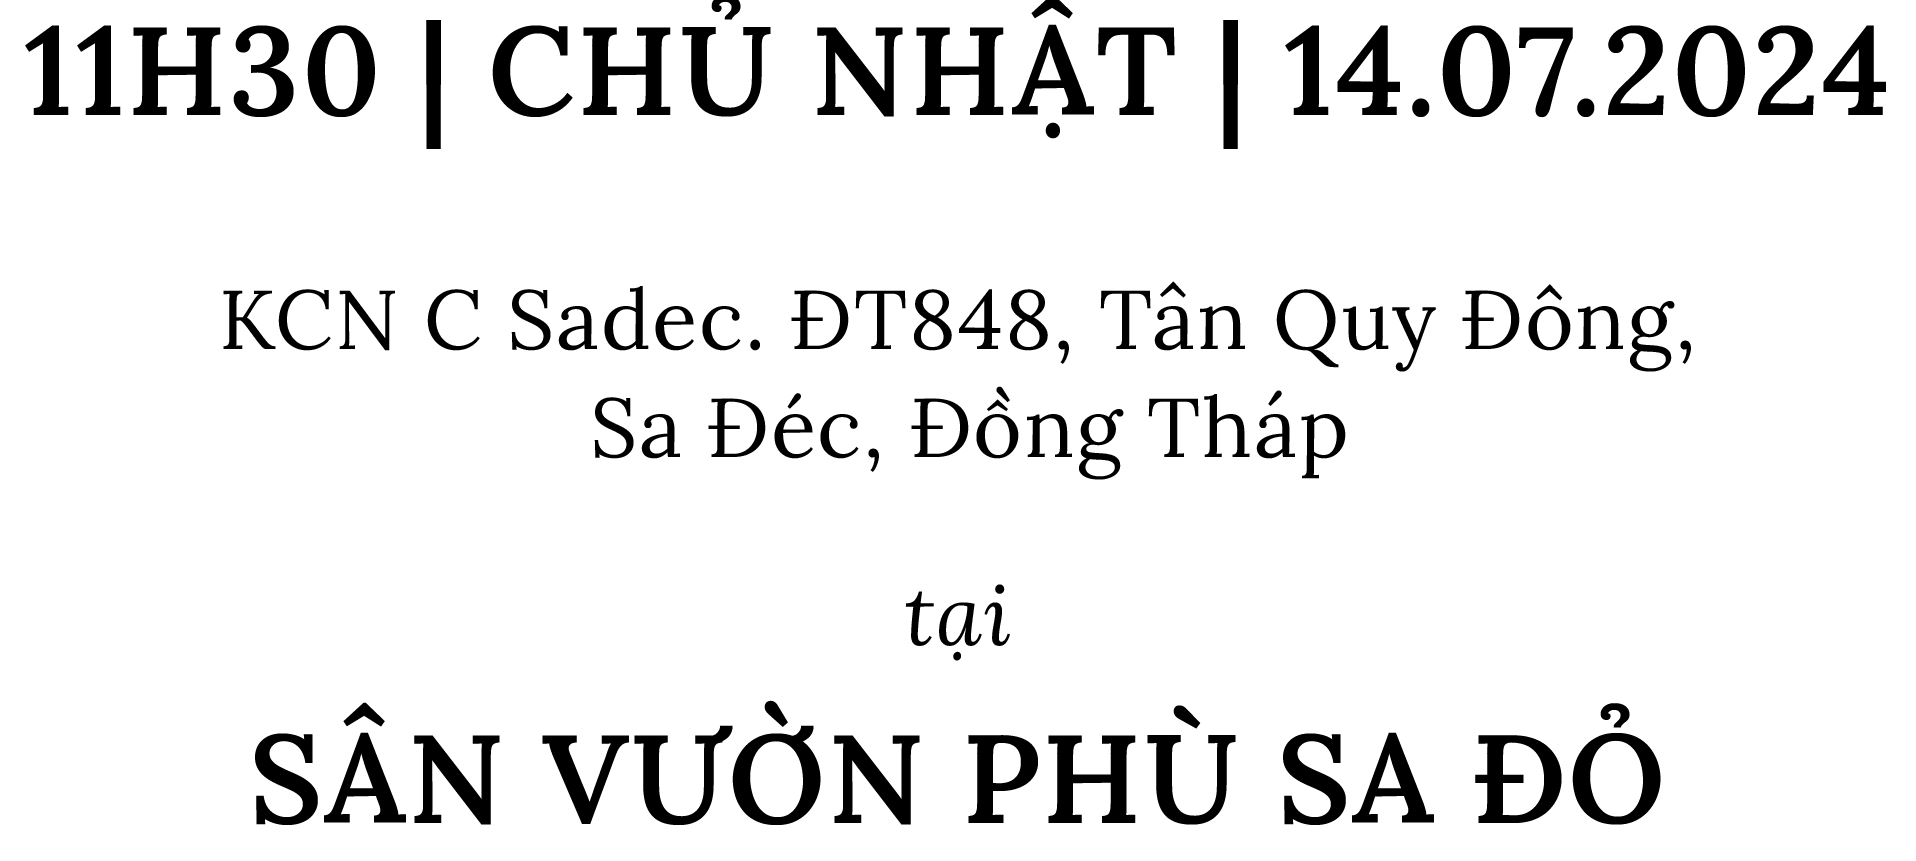 11H30 | CHỦ NHẬT | 14.07.2024
KCN C Sadec. ĐT848, Tân Quy Đông,
Sa Đéc, Đồng Tháp
tại
SÂN VƯỜN PHÙ SA ĐỎ